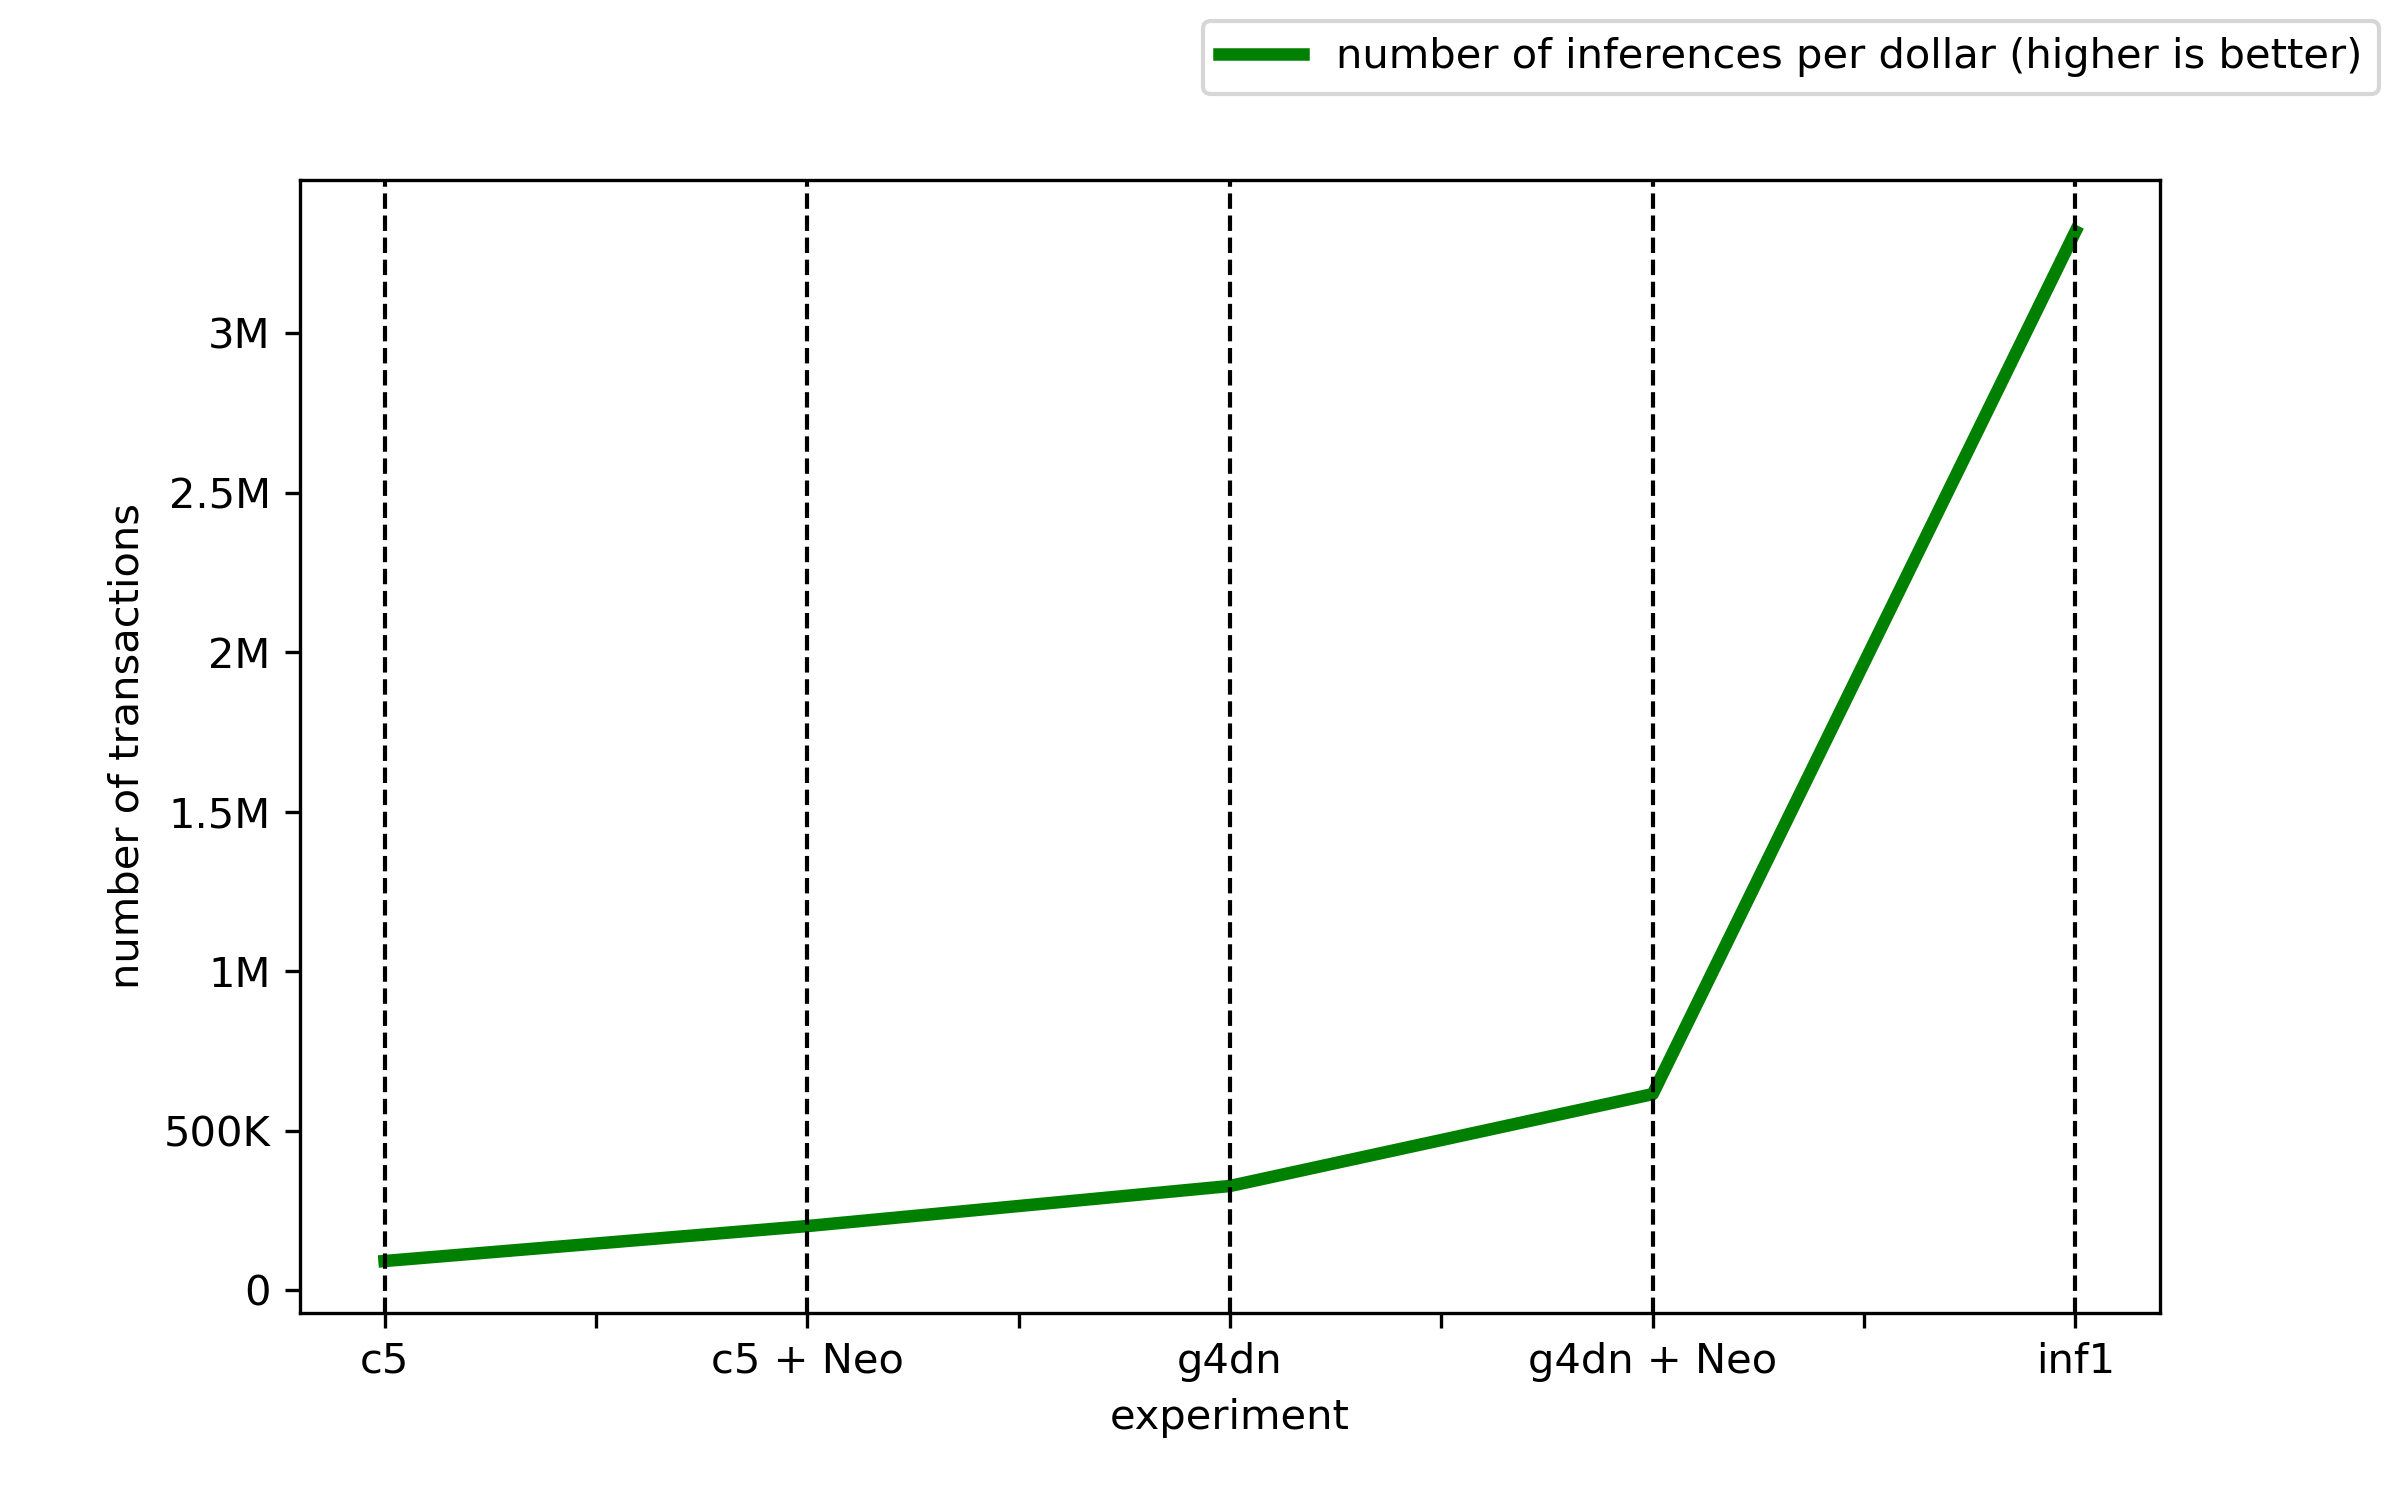 number of inferences per dollar (higher is better)
3M
2.5M
2M
1.5M
1M
500K
0
number of transactions
c5
c5 + Neo
g4dn
g4dn + Neo
inf1
experiment